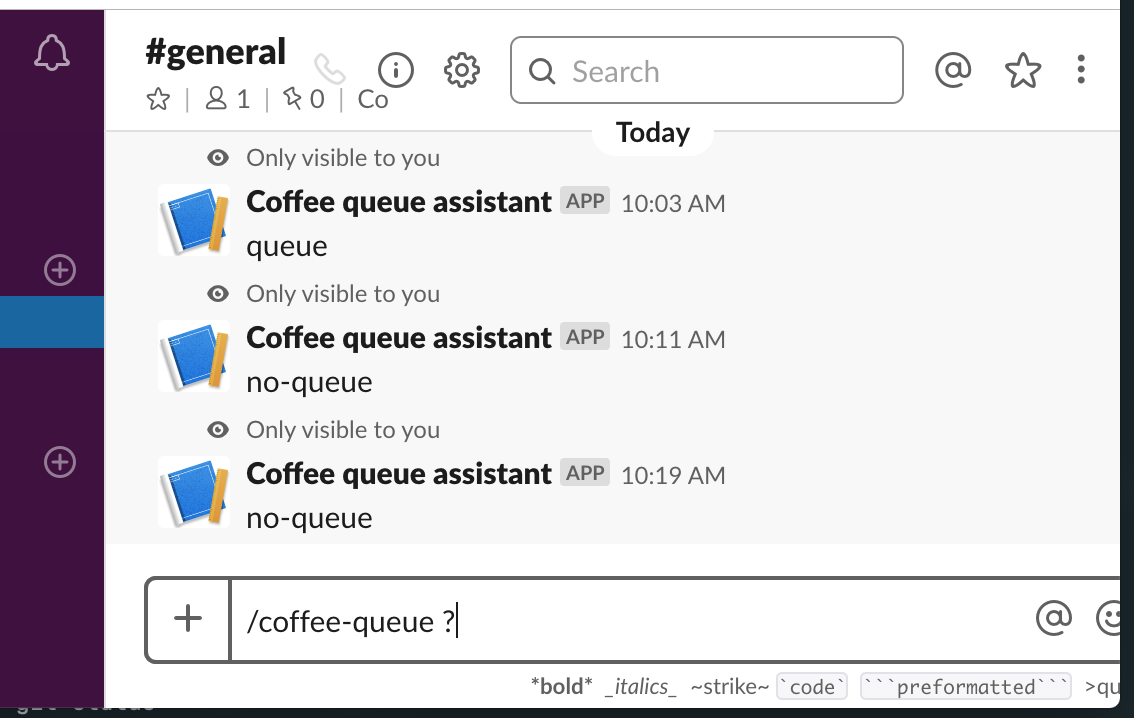 #general
Search
1 | 0 | Co
Today
Only visible to you
Coffee queue assistant APP 10:03 AM
queue
Only visible to you
Coffee queue assistant APP 10:11 AM
no-queue
Only visible to you
Coffee queue assistant APP 10:19 AM
no-queue
/coffee-queue ?
*bold* _italics_ ~strike~ `code` ```preformatted``` >qu